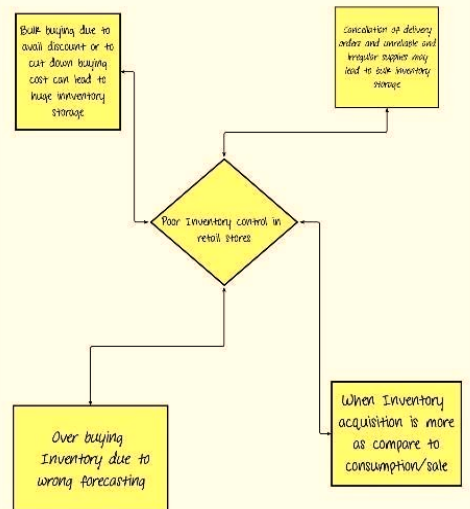 Bulk buying due to
avail discount or to
cut down buying
cost can lead to
huge innventory
storage
Cancelation of delivery
orders and unreliable and
irregular supplies may
lead to bulk inventory
storage
Poor Inventory control in
retail stores
Over buying
Inventory due to
wrong forecasting
When Inventory
acquisition is more
as compare to
consumption/sale